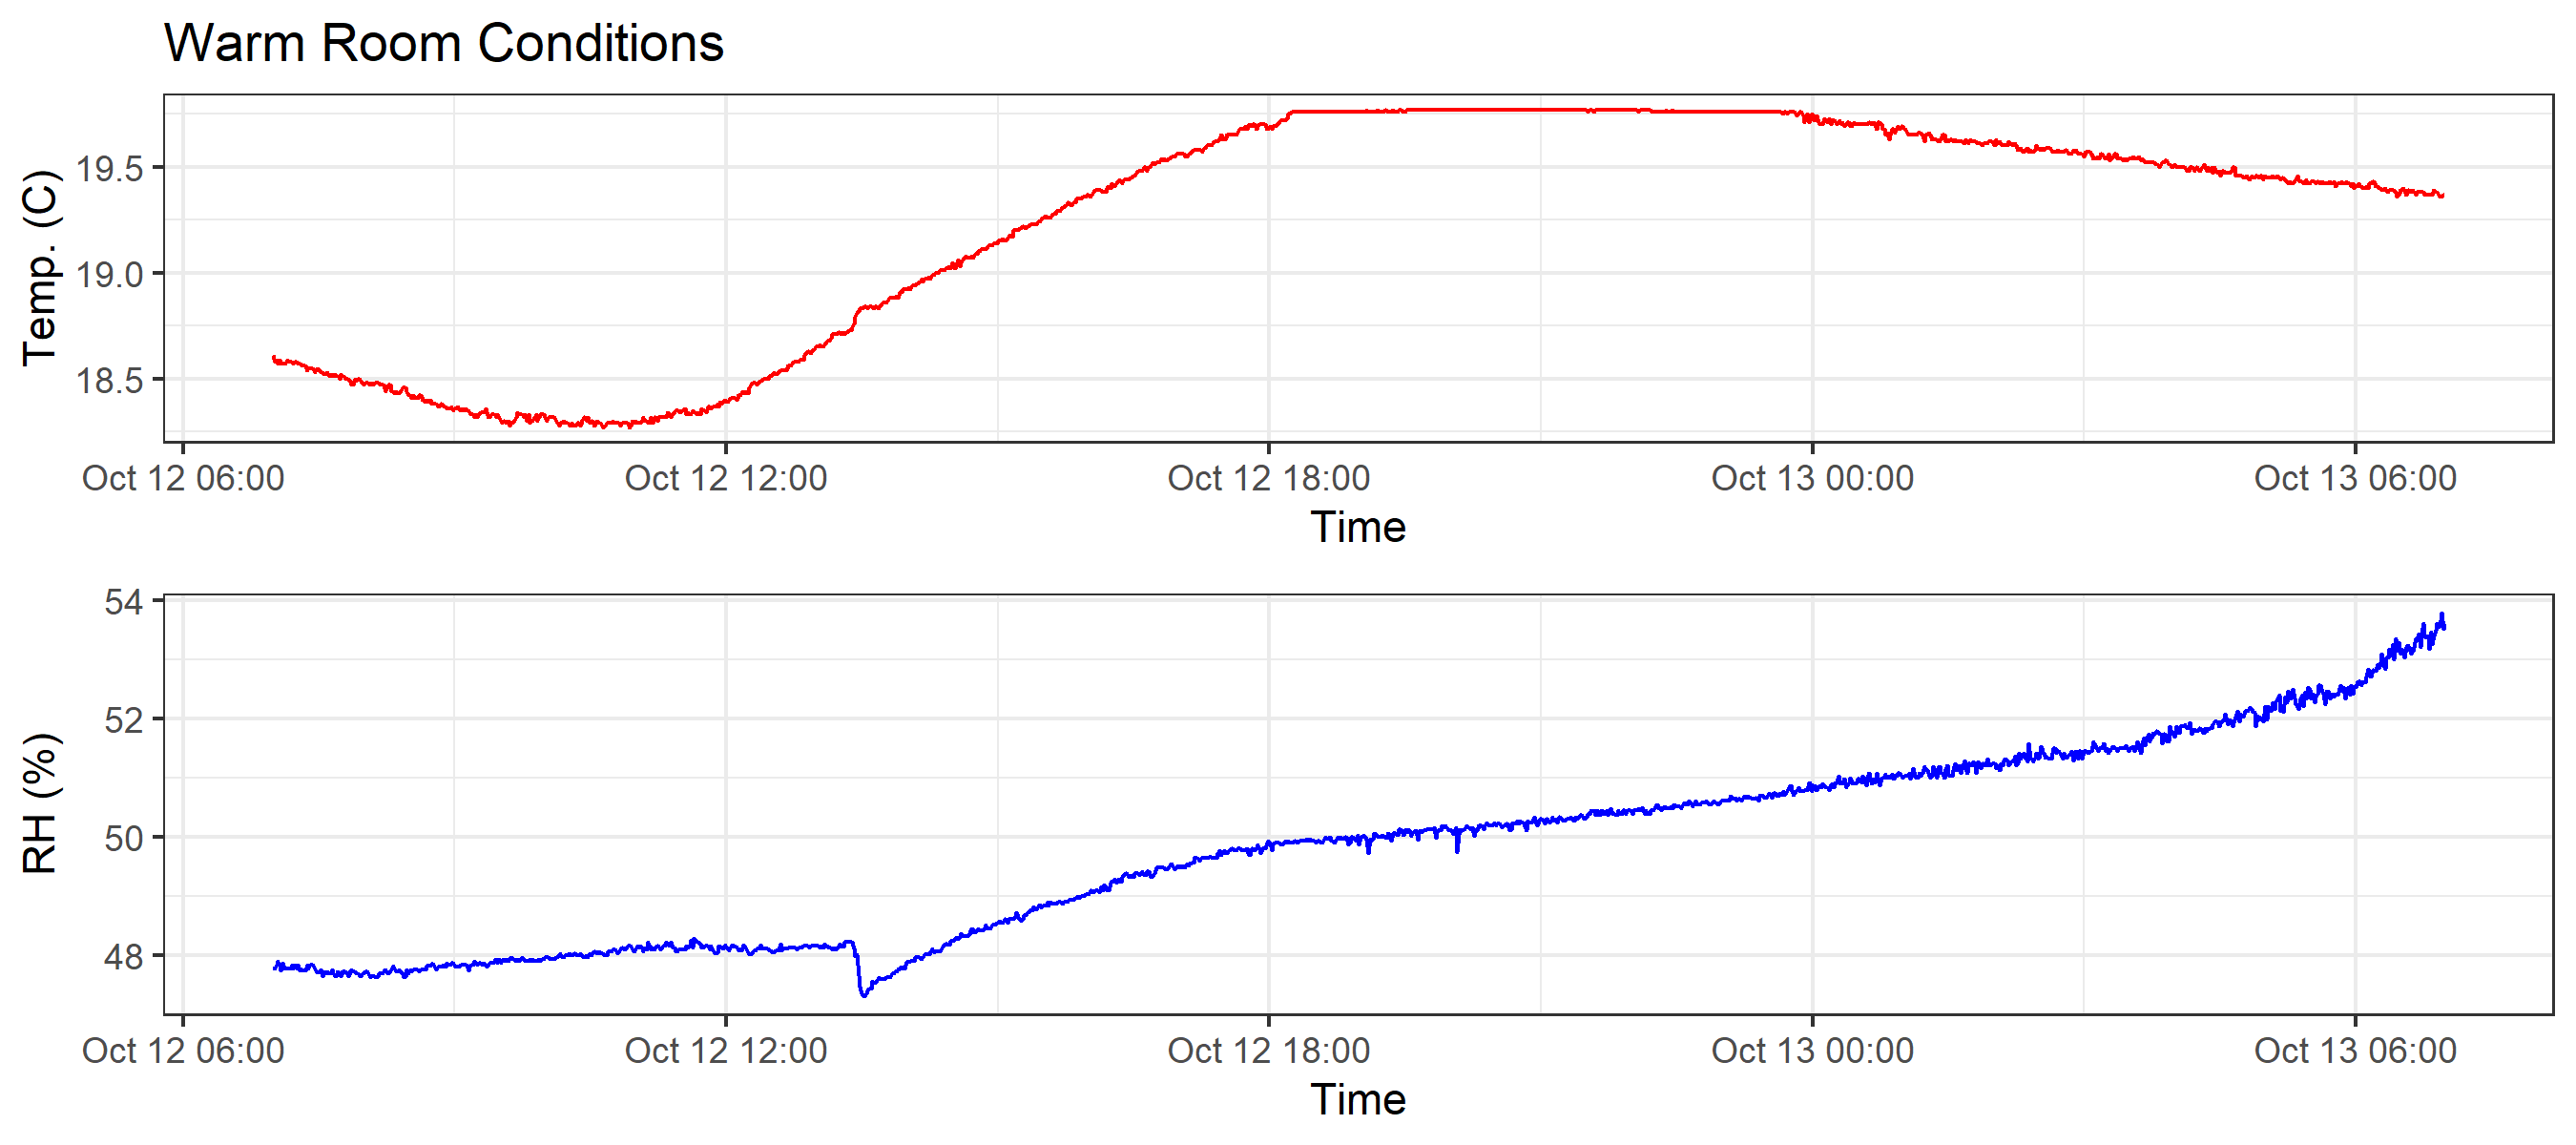 Warm Room Conditions
Temp. (C)
19.5
19.0
18.5
Oct 12 06:00 Oct 12 12:00 Oct 12 18:00 Oct 13 00:00 Oct 13 06:00
Time
RH (%)
54
52
50
48
Oct 12 06:00 Oct 12 12:00 Oct 12 18:00 Oct 13 00:00 Oct 13 06:00
Time